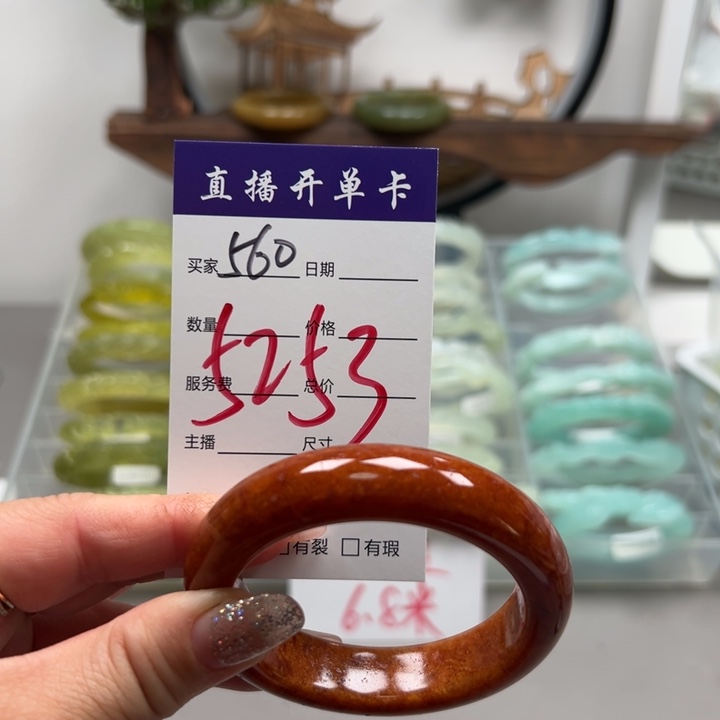 直播开单卡
买家 560 日期
数量 价格
5253
服务费 总价
主播 尺寸
有裂 □有瑕
6.8米